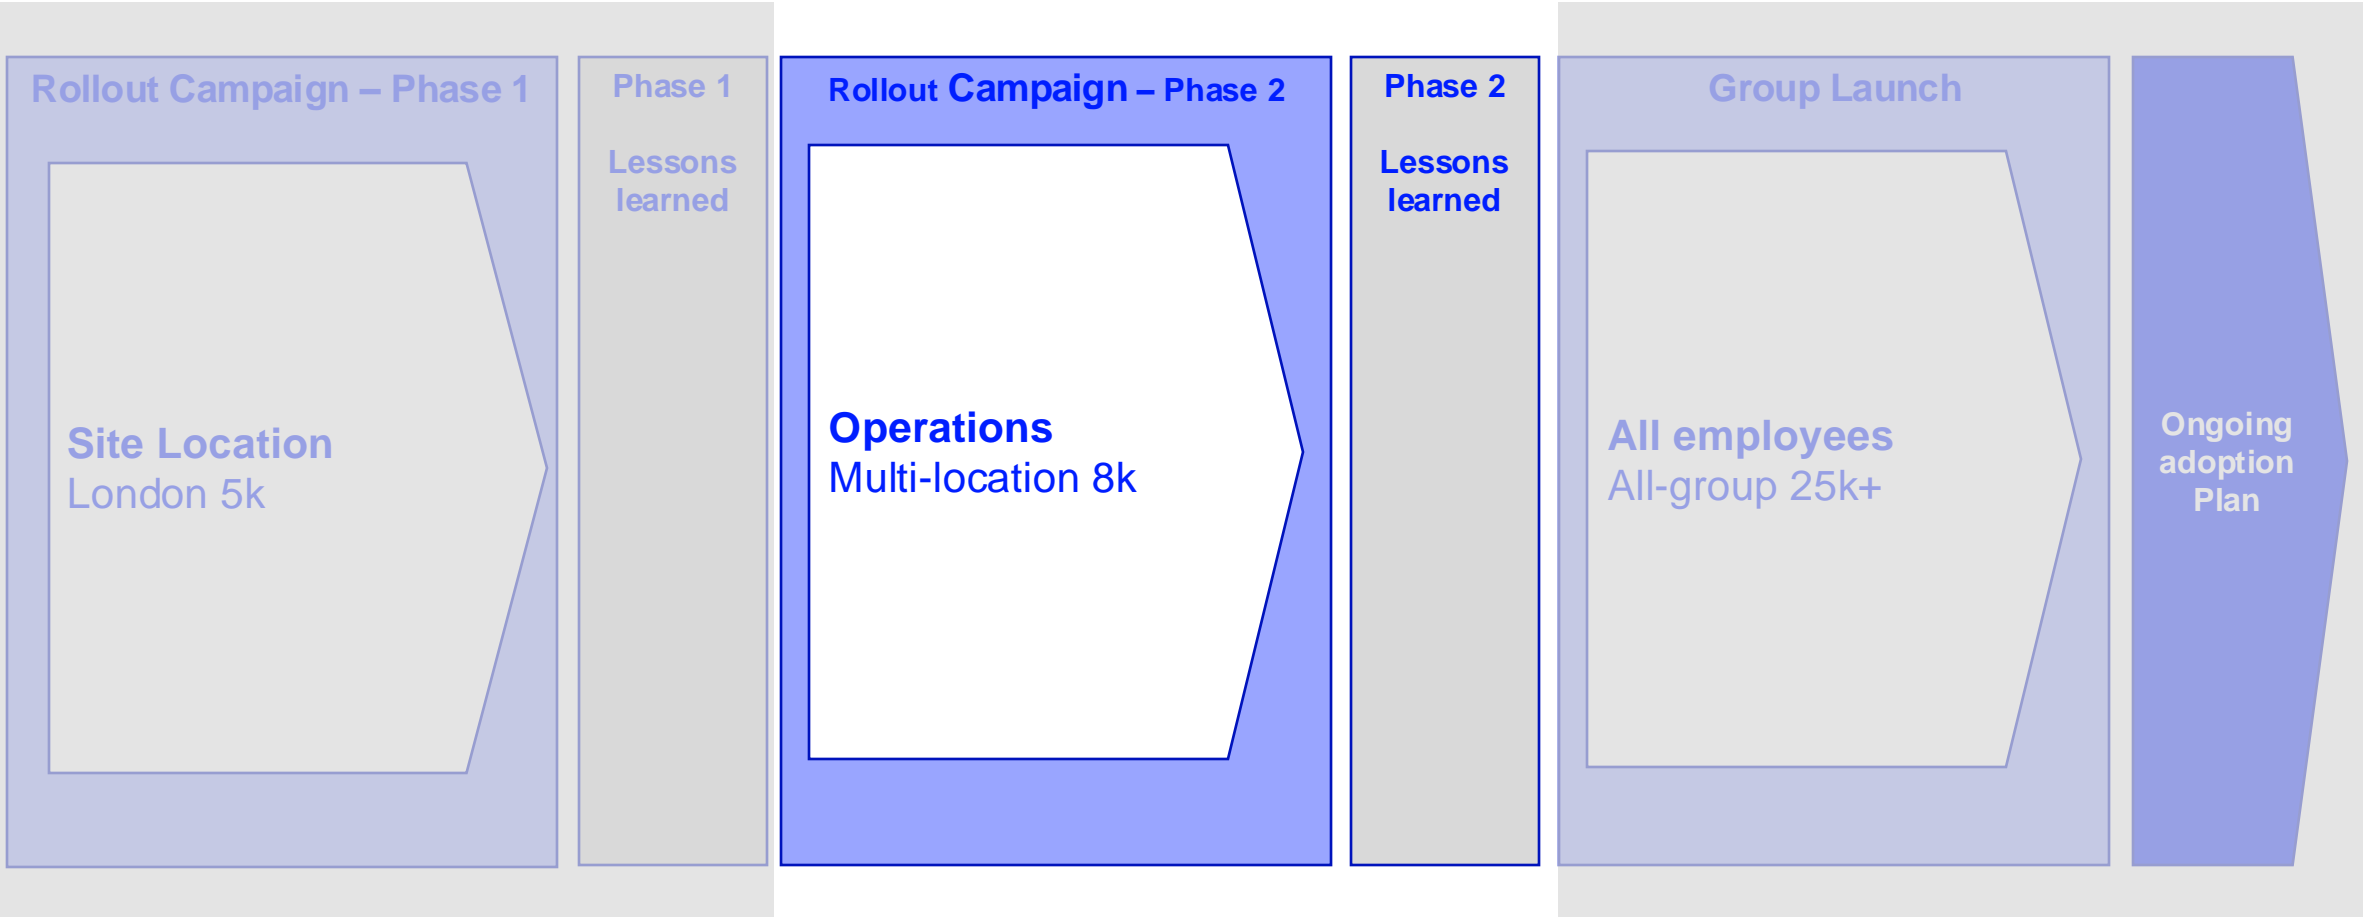 Rollout Campaign – Phase 1
Site Location
London 5k
Phase 1
Lessons
learned
Rollout Campaign – Phase 2
Operations
Multi-location 8k
Phase 2
Lessons
learned
Group Launch
All employees
All-group 25k+
Ongoing
adoption
Plan